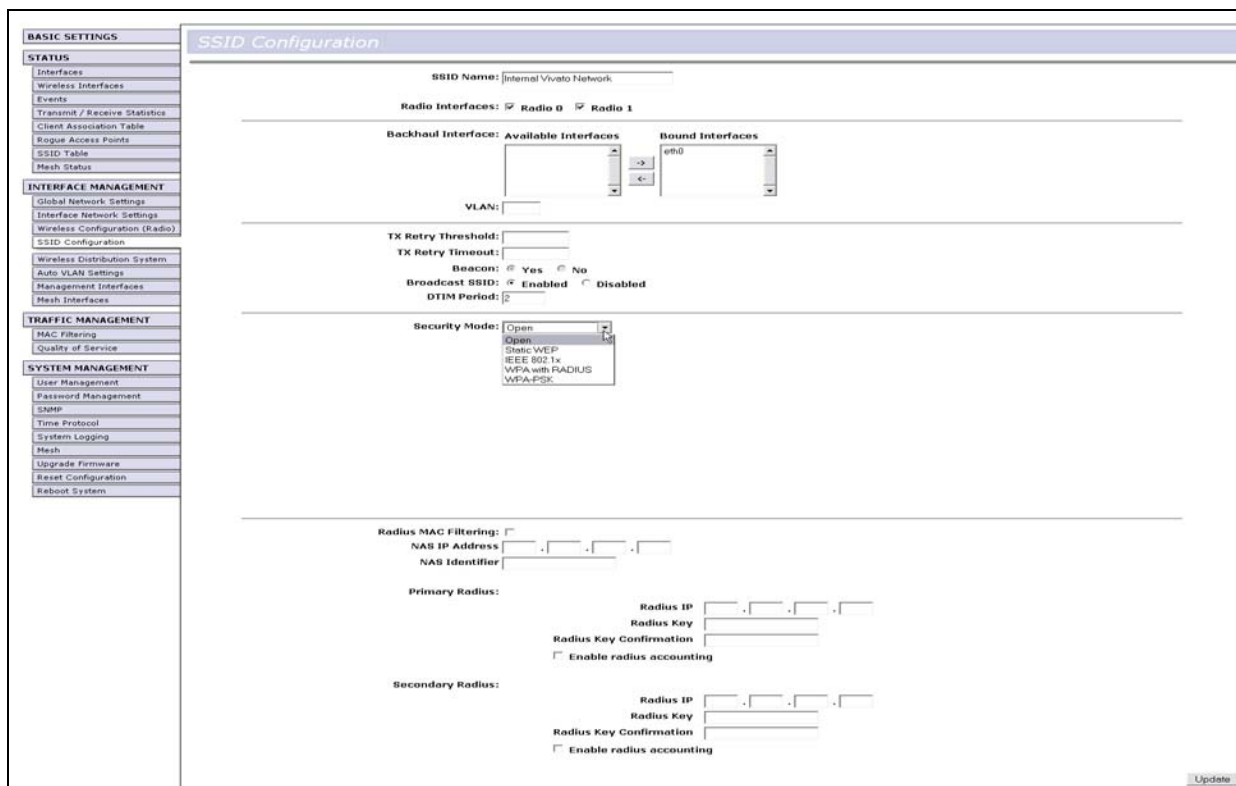 BASIC SETTINGS
STATUS
Interfaces
Wireless Interfaces
Events
Transmit / Receive Statistics
Client Association Table
Rogue Access Points
SSID Table
Mesh Status
INTERFACE MANAGEMENT
Global Network Settings
Interface Network Settings
Wireless Configuration (Radio)
SSID Configuration
Wireless Distribution System
Auto VLAN Settings
Management Interfaces
Mesh Interfaces
TRAFFIC MANAGEMENT
MAC Filtering
Quality of Service
SYSTEM MANAGEMENT
User Management
Password Management
SNMP
Time Protocol
System Logging
Mesh
Upgrade Firmware
Reset Configuration
Reboot System
SSID Configuration
SSID Name: Internal Vivato Network
Radio Interfaces: Radio 0 Radio 1
Backhaul Interface: Available Interfaces Bound Interfaces
eth0
->
<-
VLAN:
TX Retry Threshold:
TX Retry Timeout:
Beacon: Yes No
Broadcast SSID: Enabled Disabled
DTIM Period: 2
Security Mode: Open
Open
Static WEP
IEEE 802.1x
WPA with RADIUS
WPA-PSK
Radius MAC Filtering:
NAS IP Address . . .
NAS Identifier
Primary Radius:
Radius IP . . .
Radius Key
Radius Key Confirmation
Enable radius accounting
Secondary Radius:
Radius IP . . .
Radius Key
Radius Key Confirmation
Enable radius accounting
Update